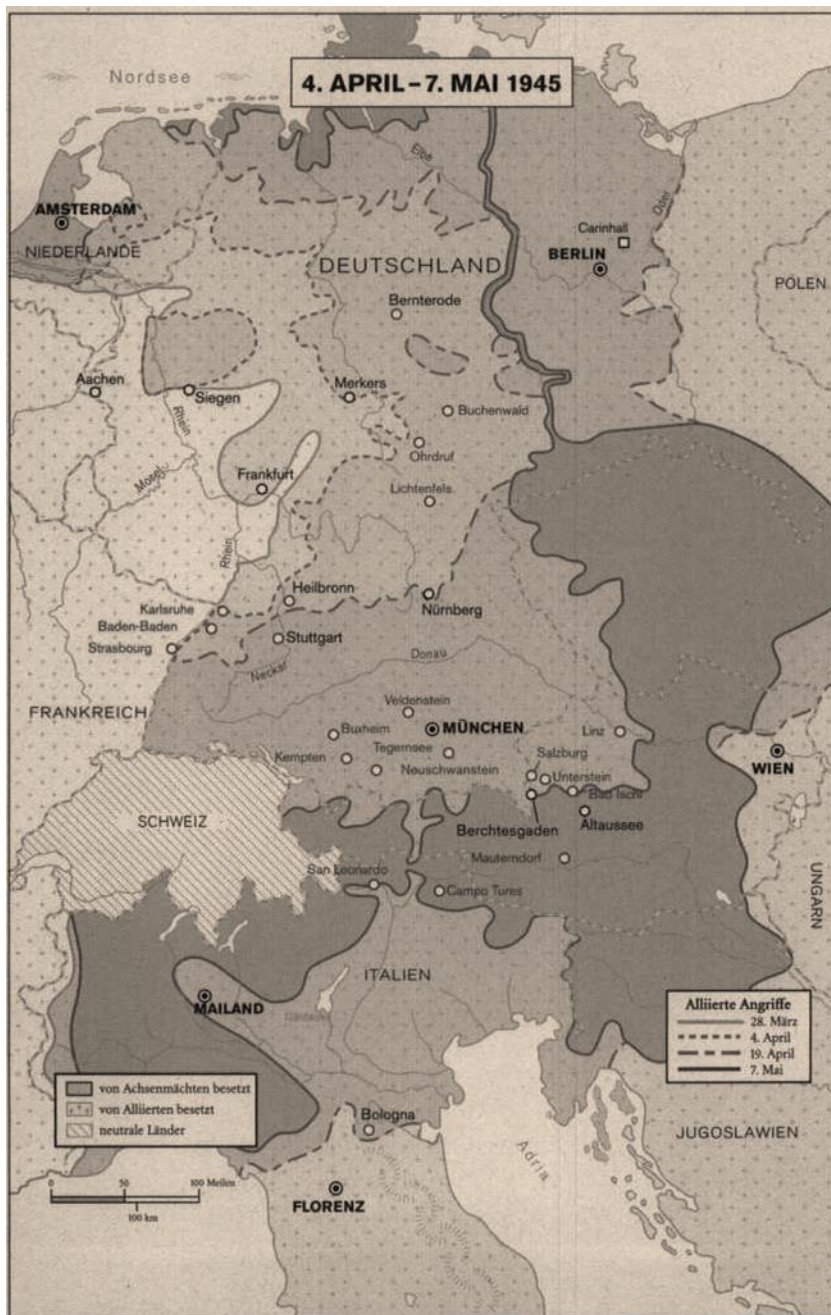 Nordsee
4. APRIL – 7. MAI 1945
Elbe
AMSTERDAM
NIEDERLANDE
Oder
Carinhall
BERLIN
DEUTSCHLAND
POLEN
Bernterode
Aachen
Siegen
Merkers
Rhein
Buchenwald
Ohrdruf
Mosel
Frankfurt
Lichtenfels
Rhein
Heilbronn
Nürnberg
Karlsruhe
Baden-Baden
Strasbourg
Stuttgart
Neckar
Donau
FRANKREICH
Veldenstein
Buxheim
MÜNCHEN
Linz
WIEN
Kempten
Tegernsee
Neuschwanstein
Salzburg
Unterstein
Bad Ischl
SCHWEIZ
Berchtesgaden
Altaussee
Mauterndorf
San Leonardo
Campo Tures
UNGARN
ITALIEN
MAILAND
Gardasee
Alliierte Angriffe
28. März
4. April
19. April
7. Mai
von Achsenmächten besetzt
von Alliierten besetzt
neutrale Länder
Bologna
Adria
JUGOSLAWIEN
0 50 100 Meilen
100 km
FLORENZ